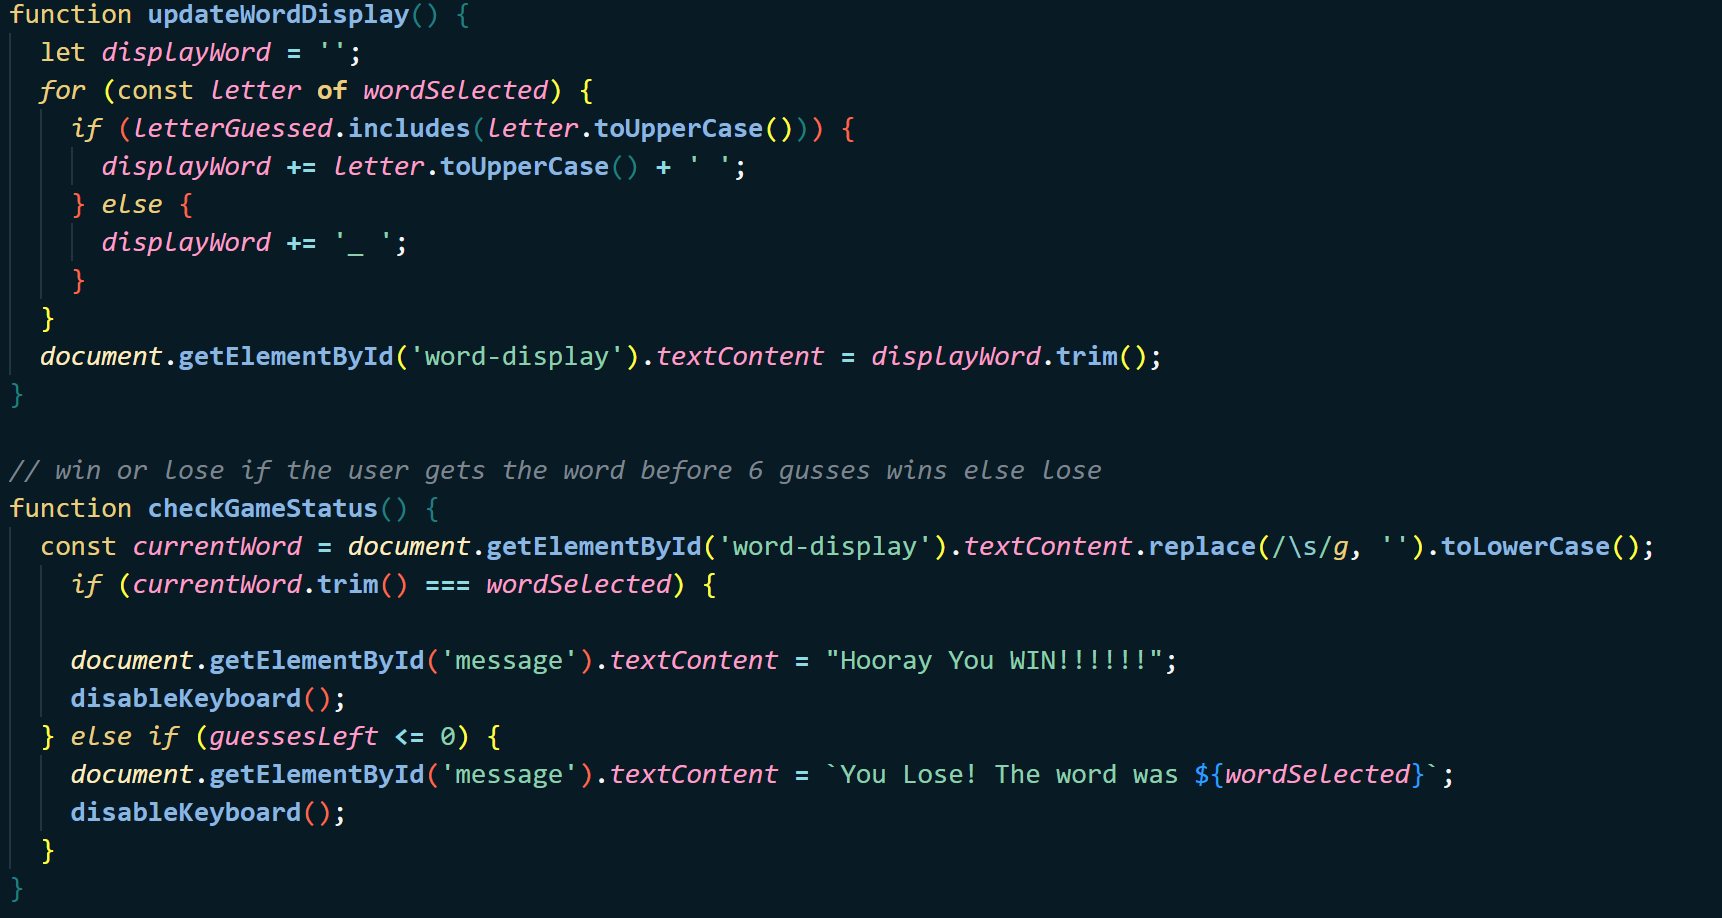 function updateWordDisplay() {
  let displayWord = '';
  for (const letter of wordSelected) {
    if (letterGuessed.includes(letter.toUpperCase())) {
      displayWord += letter.toUpperCase() + ' ';
    } else {
      displayWord += '_ ';
    }
  }
  document.getElementById('word-display').textContent = displayWord.trim();
}

// win or lose if the user gets the word before 6 gusses wins else lose
function checkGameStatus() {
  const currentWord = document.getElementById('word-display').textContent.replace(/\s/g, '').toLowerCase();
    if (currentWord.trim() === wordSelected) {

    document.getElementById('message').textContent = "Hooray You WIN!!!!!!";
    disableKeyboard();
  } else if (guessesLeft <= 0) {
    document.getElementById('message').textContent = `You Lose! The word was ${wordSelected}`;
    disableKeyboard();
  }
}